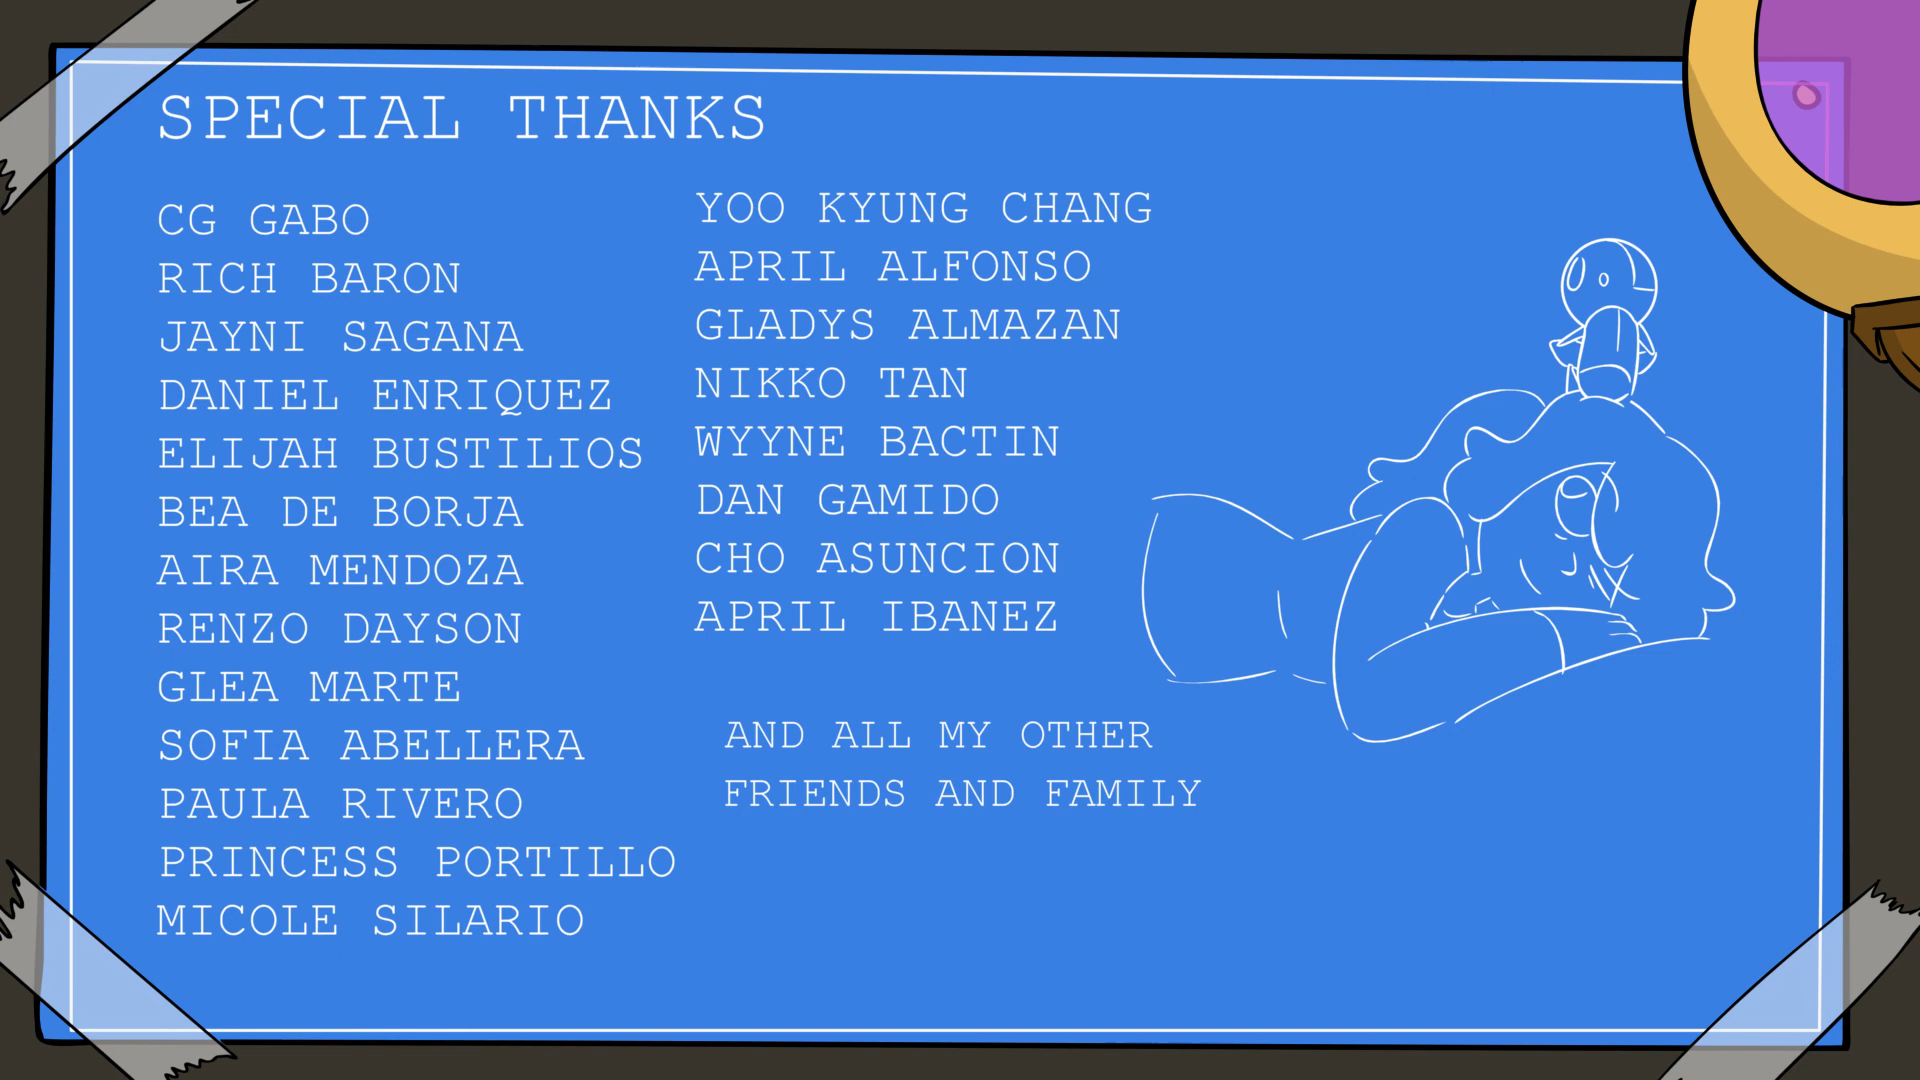 SPECIAL THANKS
CG GABO
RICH BARON
JAYNI SAGANA
DANIEL ENRIQUEZ
ELIJAH BUSTILIOS
BEA DE BORJA
AIRA MENDOZA
RENZO DAYSON
GLEA MARTE
SOFIA ABELLERA
PAULA RIVERO
PRINCESS PORTILLO
MICOLE SILARIO
YOO KYUNG CHANG
APRIL ALFONSO
GLADYS ALMAZAN
NIKKO TAN
WYYNE BACTIN
DAN GAMIDO
CHO ASUNCION
APRIL IBANEZ
AND ALL MY OTHER
FRIENDS AND FAMILY